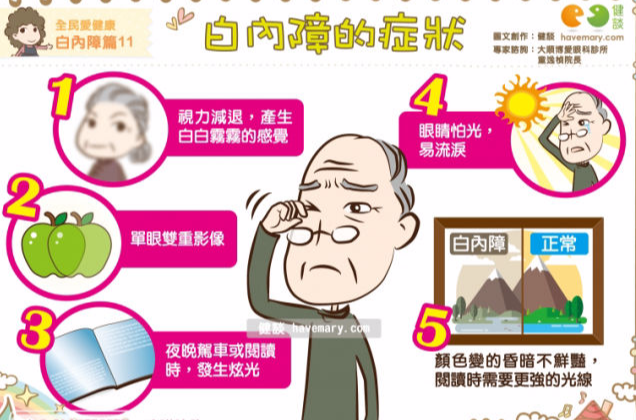 全民愛健康
白內障篇11
白內障的症狀
健談
圖文創作：健談 havemary.com
專家諮詢：大順博愛眼科診所
童逸楨院長
1
視力減退，產生
白白霧霧的感覺
2
單眼雙重影像
3
夜晚駕車或閱讀
時，發生炫光
4
眼睛怕光，
易流淚
白內障
正常
5
顏色變的昏暗不鮮艷，
閱讀時需要更強的光線
健談 havemary.com